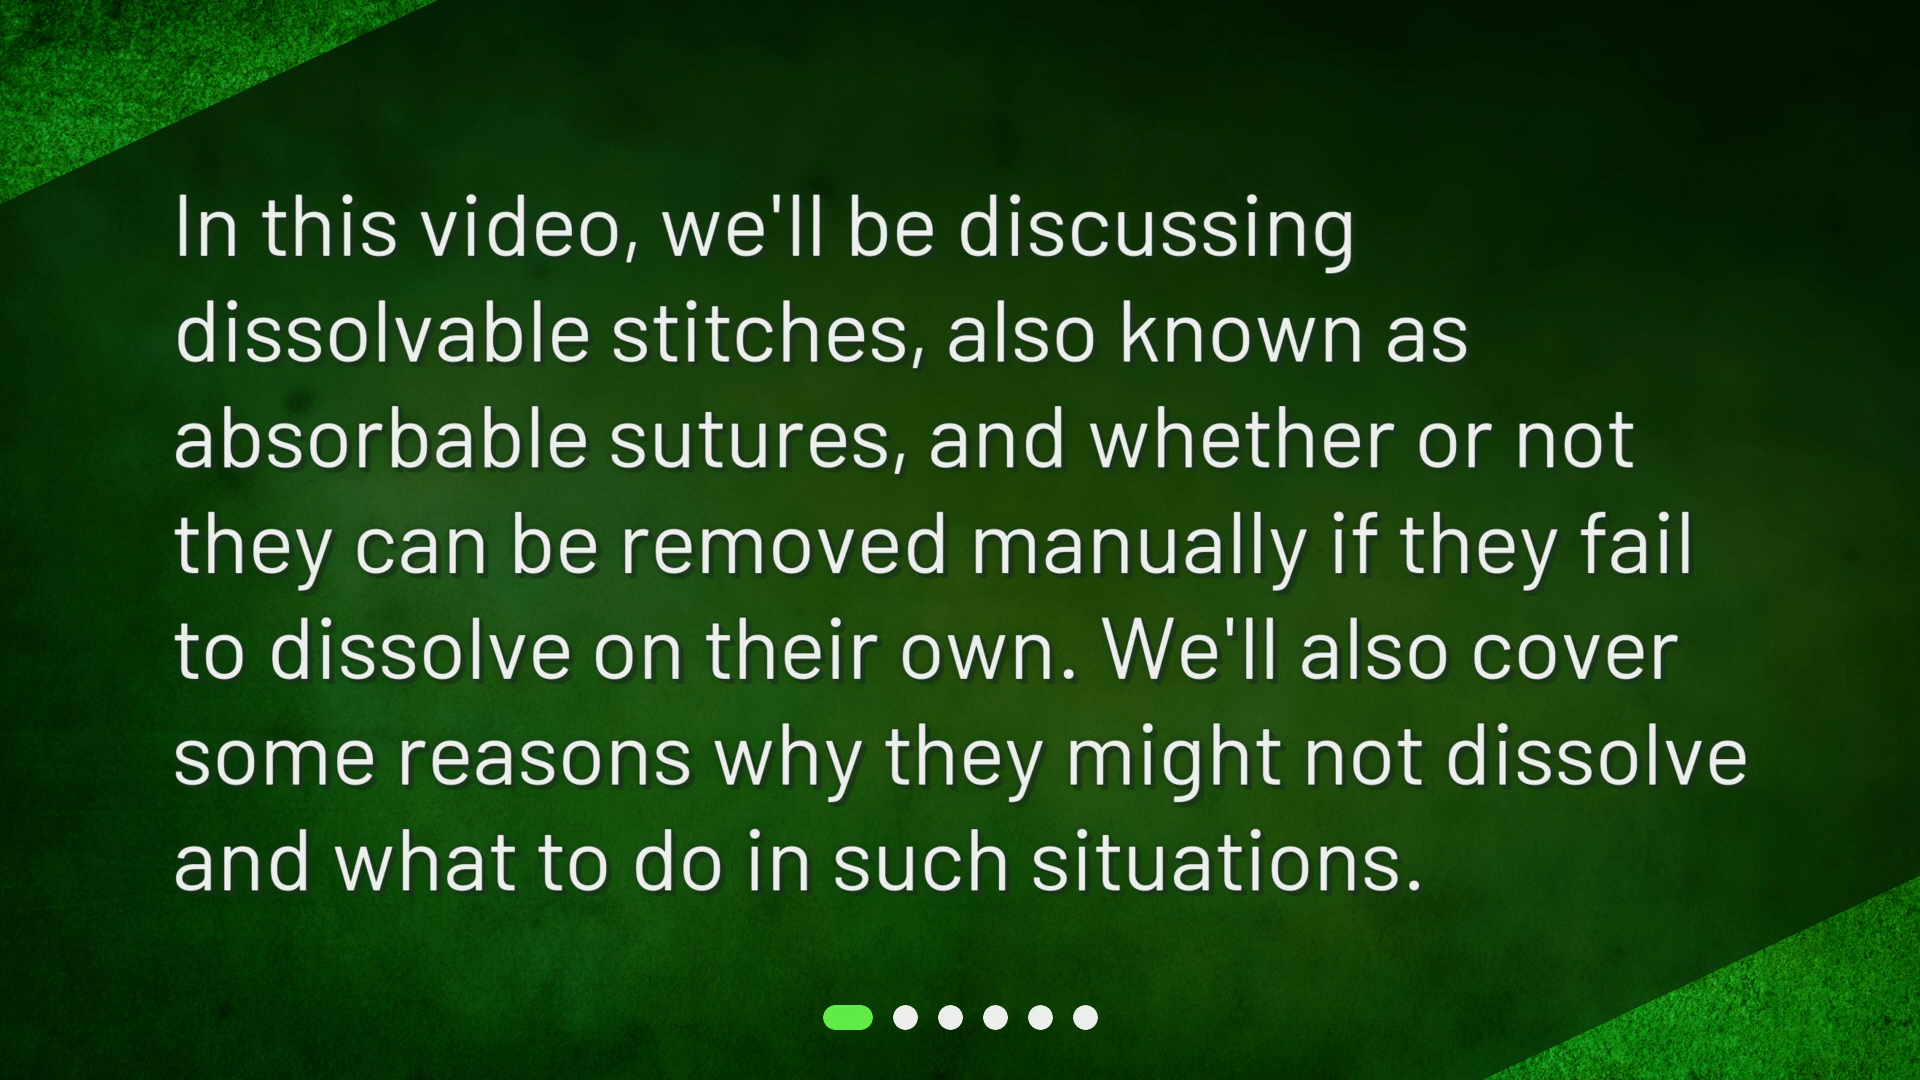 In this video, we'll be discussing
dissolvable stitches, also known as
absorbable sutures, and whether or not
they can be removed manually if they fail
to dissolve on their own. We'll also cover
some reasons why they might not dissolve
and what to do in such situations.